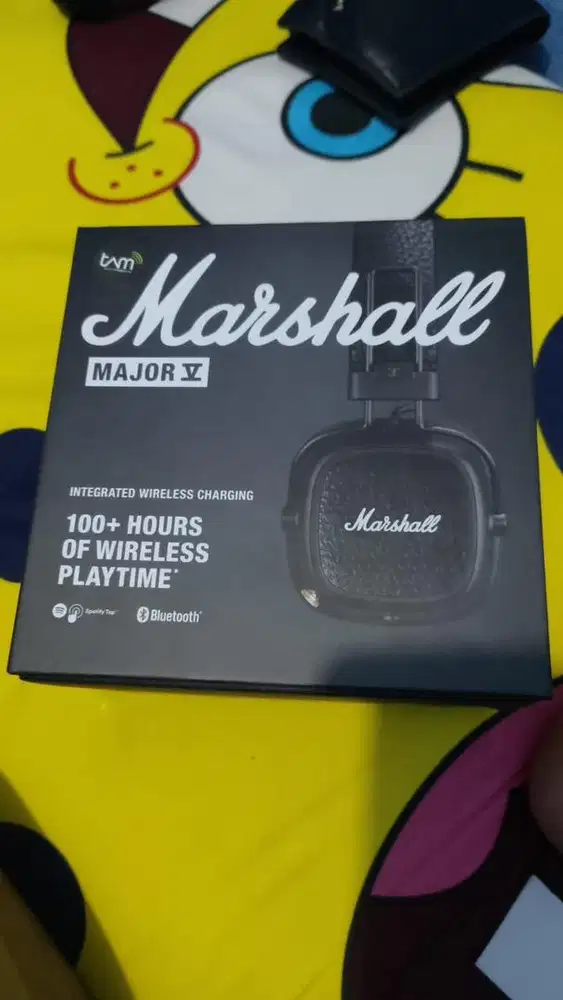 tam
Marshall
MAJOR V
INTEGRATED WIRELESS CHARGING
100+ HOURS
OF WIRELESS
PLAYTIME*
Marshall
Spotify Tap
Bluetooth®